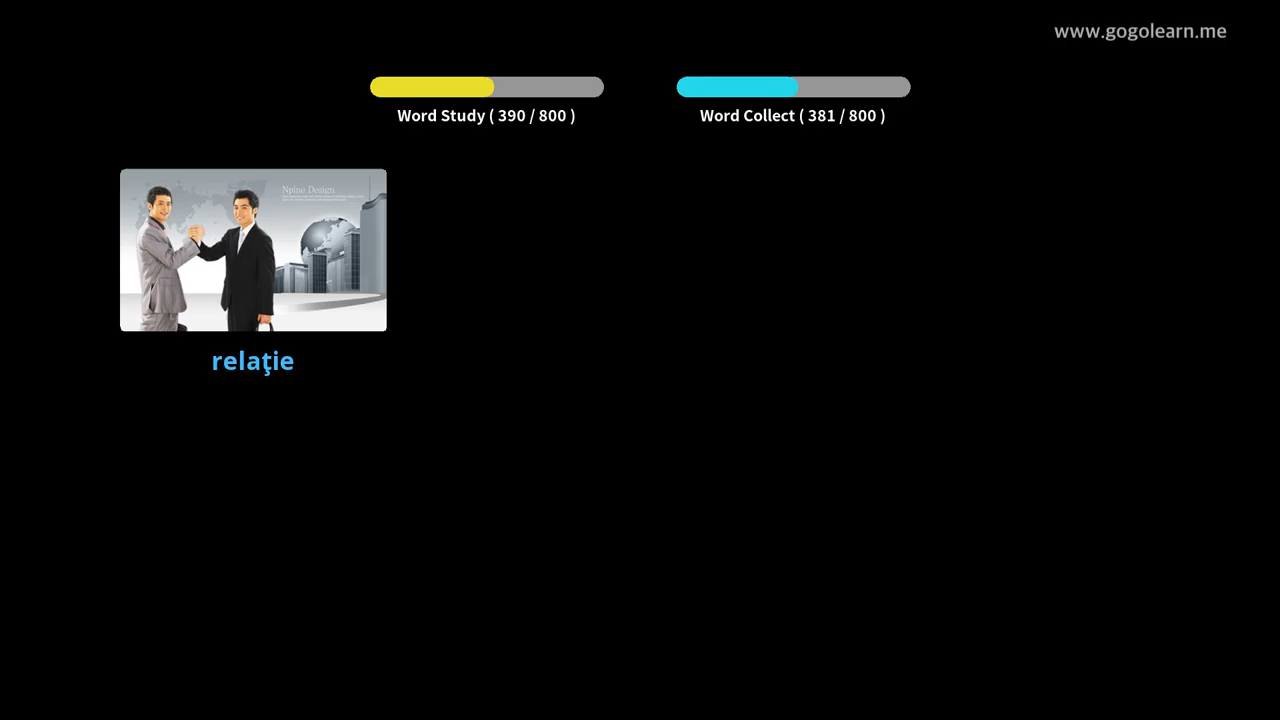 www.gogolearn.me
Word Study ( 390 / 800 )
Word Collect ( 381 / 800 )
Npine Design
relaţie